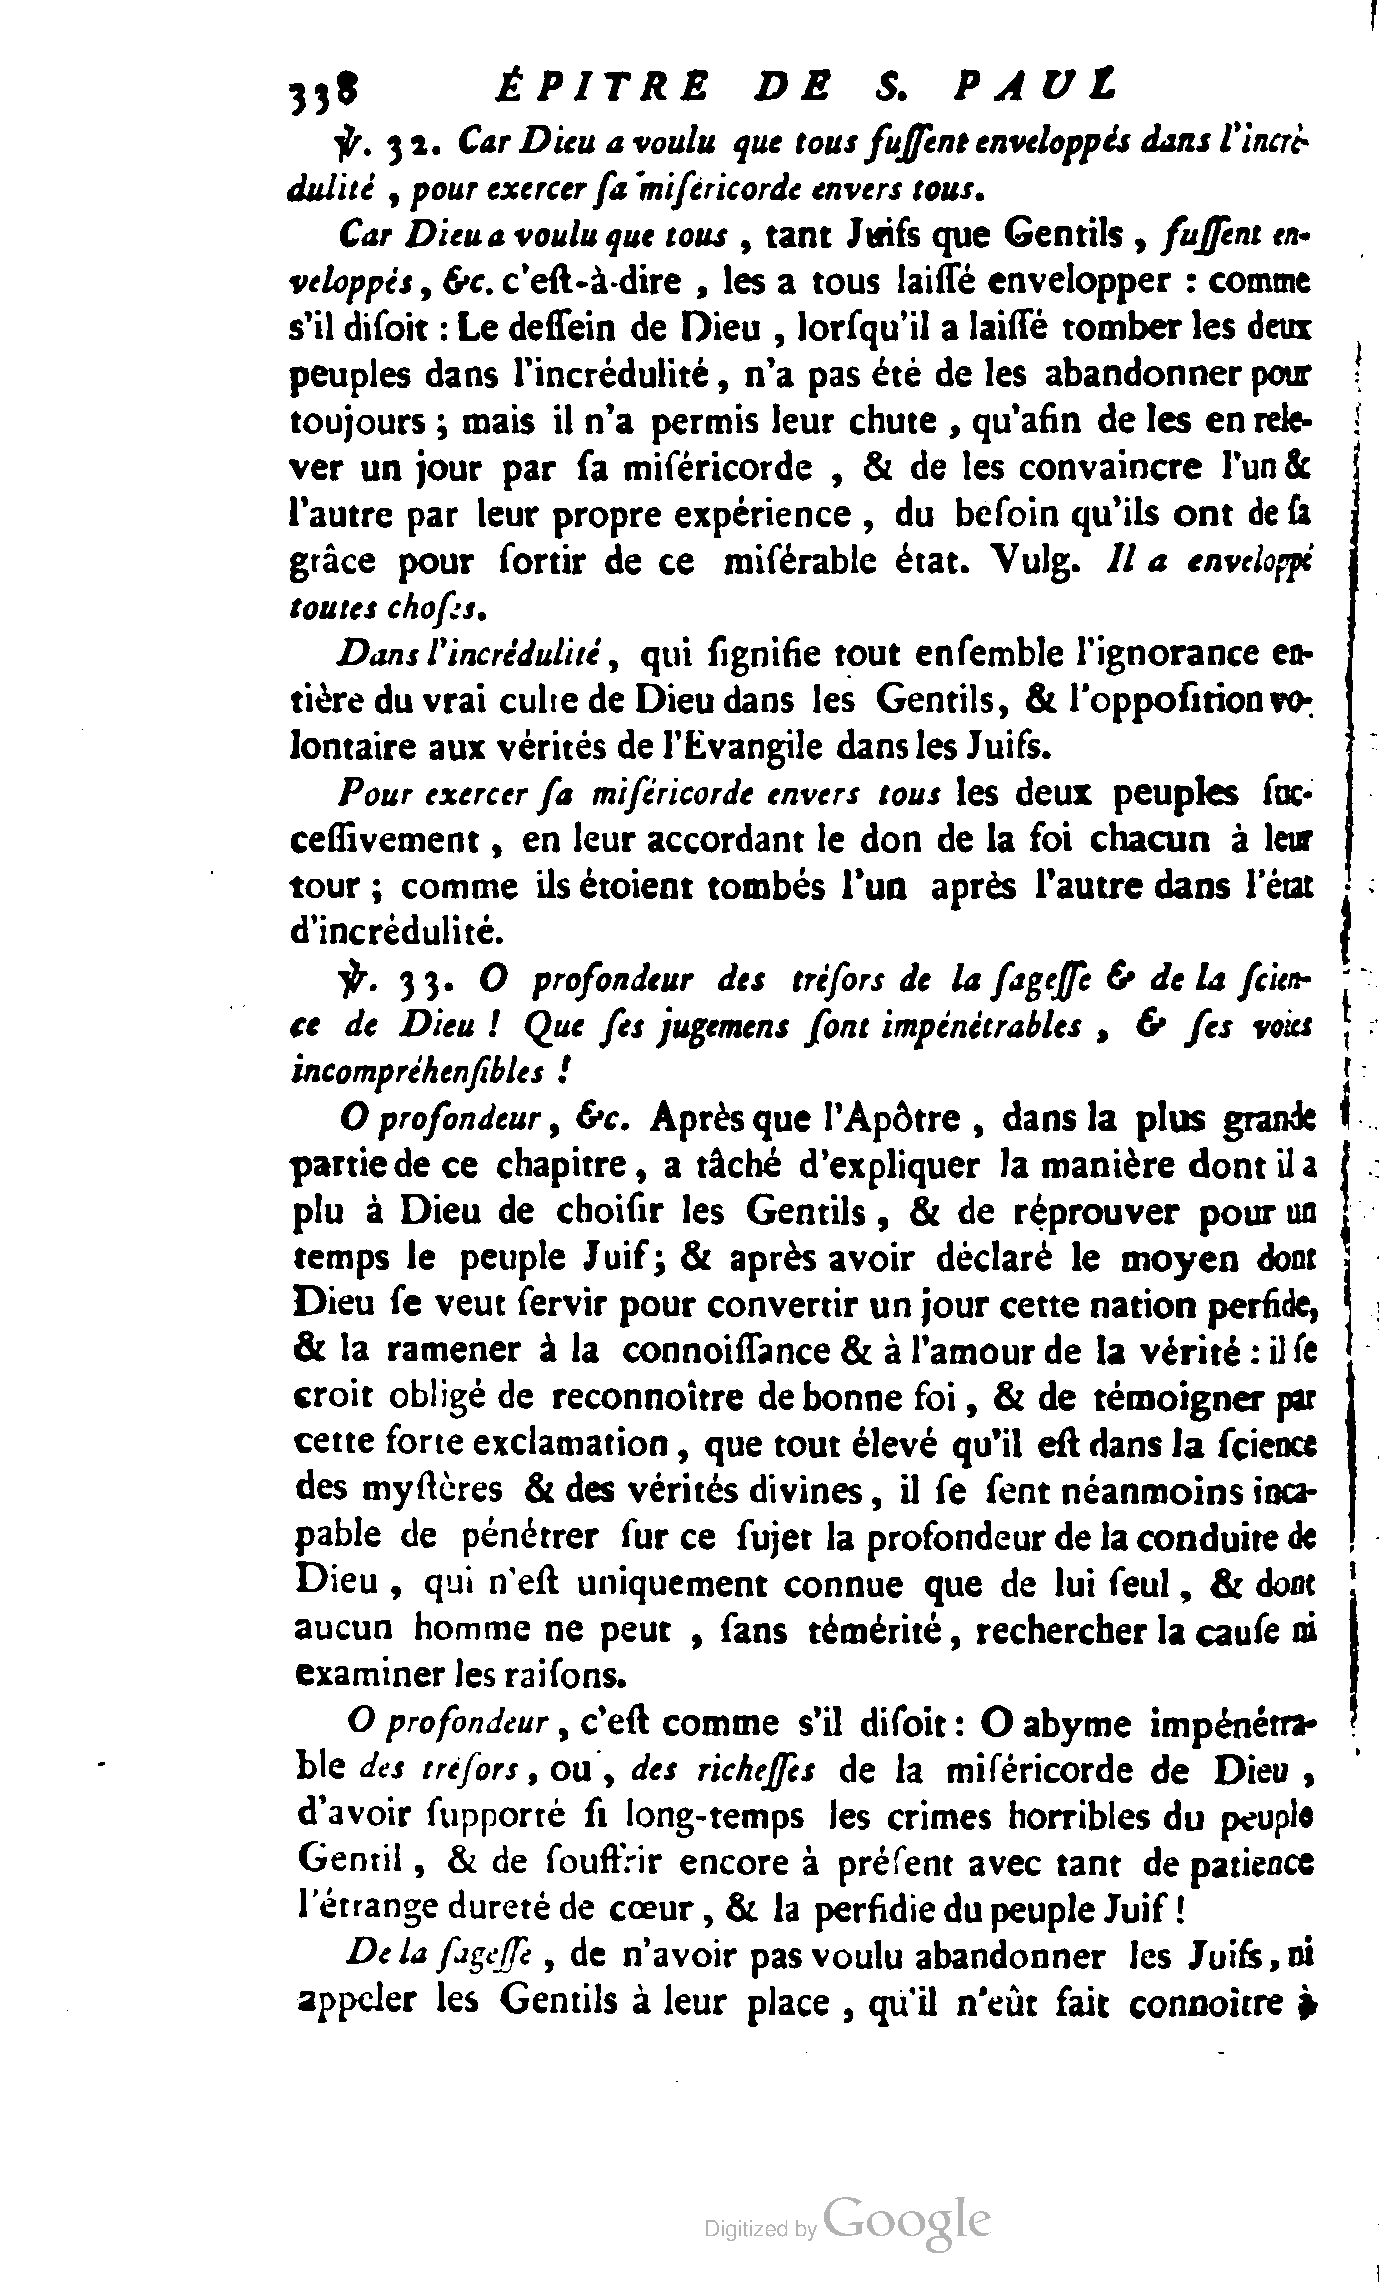 338 ÉPITRE DE S. PAUL
℣. 32. Car Dieu a voulu que tous fuſſent enveloppés dans l'incré-
dulité , pour exercer ſa miſéricorde envers tous.
Car Dieu a voulu que tous , tant Juifs que Gentils , fuſſent en-
veloppés , &c. c'eſt-à-dire , les a tous laiſſé envelopper : comme
s'il diſoit : Le deſſein de Dieu , lorſqu'il a laiſſé tomber les deux
peuples dans l'incrédulité , n'a pas été de les abandonner pour
toujours ; mais il n'a permis leur chute , qu'afin de les en rele-
ver un jour par ſa miſéricorde , & de les convaincre l'un &
l'autre par leur propre expérience , du beſoin qu'ils ont de ſa
grâce pour ſortir de ce miſérable état. Vulg. Il a enveloppé
toutes choſes.
Dans l'incrédulité , qui ſignifie tout enſemble l'ignorance en-
tière du vrai culte de Dieu dans les Gentils, & l'oppoſition vo-
lontaire aux vérités de l'Evangile dans les Juifs.
Pour exercer ſa miſéricorde envers tous les deux peuples ſuc-
ceſſivement , en leur accordant le don de la foi chacun à leur
tour ; comme ils étoient tombés l'un après l'autre dans l'état
d'incrédulité.
℣. 33. O profondeur des tréſors de la ſageſſe & de la ſcien-
ce de Dieu ! Que ſes jugemens ſont impénétrables , & ſes voies
incompréhenſibles !
O profondeur , &c. Après que l'Apôtre , dans la plus grande
partie de ce chapitre , a tâché d'expliquer la manière dont il a
plu à Dieu de choiſir les Gentils , & de réprouver pour un
temps le peuple Juif ; & après avoir déclaré le moyen dont
Dieu ſe veut ſervir pour convertir un jour cette nation perfide,
& la ramener à la connoiſſance & à l'amour de la vérité : il ſe
croit obligé de reconnoître de bonne foi , & de témoigner par
cette forte exclamation , que tout élevé qu'il eſt dans la ſcience
des myſtères & des vérités divines , il ſe ſent néanmoins inca-
pable de pénétrer ſur ce ſujet la profondeur de la conduite de
Dieu , qui n'eſt uniquement connue que de lui ſeul , & dont
aucun homme ne peut , ſans témérité , rechercher la cauſe ni
examiner les raiſons.
O profondeur , c'eſt comme s'il diſoit : O abyme impénétra-
ble des tréſors , ou , des richeſſes de la miſéricorde de Dieu ,
d'avoir ſupporté ſi long-temps les crimes horribles du peuple
Gentil , & de ſouffrir encore à préſent avec tant de patience
l'étrange dureté de cœur , & la perfidie du peuple Juif !
De la ſageſſe , de n'avoir pas voulu abandonner les Juifs , ni
appeler les Gentils à leur place , qu'il n'eût fait connoitre à
Digitized by Google